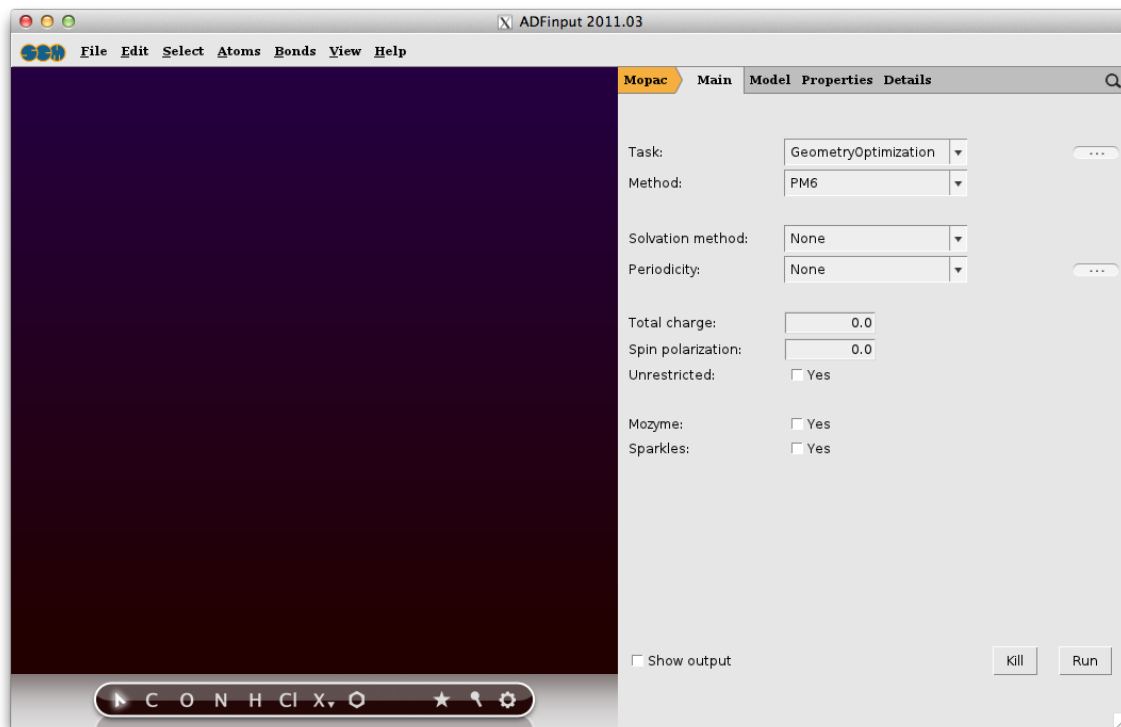 X ADFinput 2011.03
SCM File Edit Select Atoms Bonds View Help
Mopac Main Model Properties Details
Task: GeometryOptimization ...
Method: PM6
Solvation method: None
Periodicity: None ...
Total charge: 0.0
Spin polarization: 0.0
Unrestricted: Yes
Mozyme: Yes
Sparkles: Yes
Show output Kill Run
C O N H Cl X